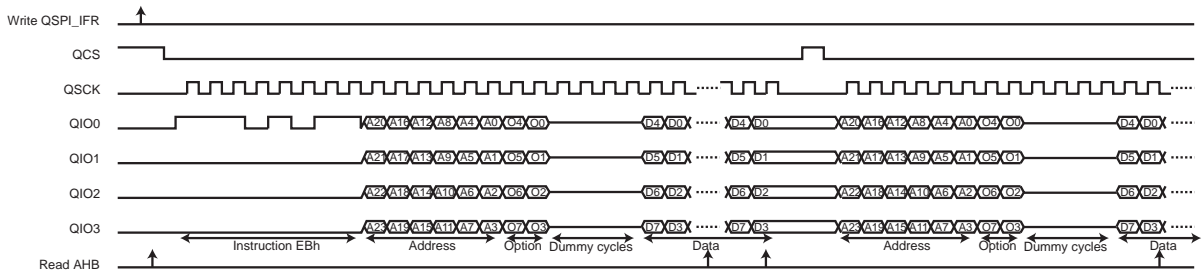 Write QSPI_IFR
QCS
QSCK
QIO0 A20 A16 A12 A8 A4 A0 O4 O0 D4 D0 D4 D0 A20 A16 A12 A8 A4 A0 O4 O0 D4 D0
QIO1 A21 A17 A13 A9 A5 A1 O5 O1 D5 D1 D5 D1 A21 A17 A13 A9 A5 A1 O5 O1 D5 D1
QIO2 A22 A18 A14 A10 A6 A2 O6 O2 D6 D2 D6 D2 A22 A18 A14 A10 A6 A2 O6 O2 D6 D2
QIO3 A23 A19 A15 A11 A7 A3 O7 O3 D7 D3 D7 D3 A23 A19 A15 A11 A7 A3 O7 O3 D7 D3
Instruction EBh Address Option Dummy cycles Data Address Option Dummy cycles Data
Read AHB